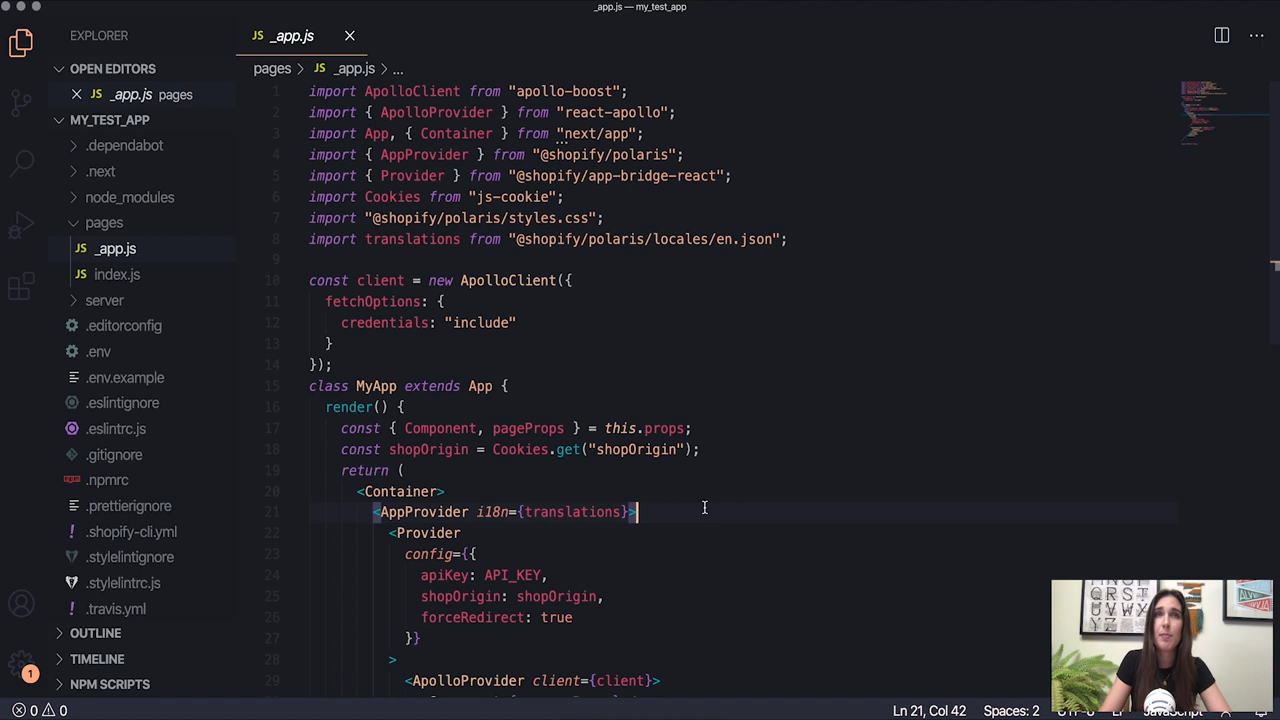 _app.js — my_test_app
EXPLORER
OPEN EDITORS
JS _app.js pages
MY_TEST_APP
.dependabot
.next
node_modules
pages
JS _app.js
JS index.js
server
.editorconfig
.env
.env.example
.eslintignore
.eslintrc.js
.gitignore
.npmrc
.prettierignore
.shopify-cli.yml
.stylelintignore
.stylelintrc.js
.travis.yml
OUTLINE
TIMELINE
NPM SCRIPTS
1
0 0
JS _app.js
pages > JS _app.js > ...
1 import ApolloClient from "apollo-boost";
2 import { ApolloProvider } from "react-apollo";
3 import App, { Container } from "next/app";
4 import { AppProvider } from "@shopify/polaris";
5 import { Provider } from "@shopify/app-bridge-react";
6 import Cookies from "js-cookie";
7 import "@shopify/polaris/styles.css";
8 import translations from "@shopify/polaris/locales/en.json";
9
10 const client = new ApolloClient({
11 fetchOptions: {
12 credentials: "include"
13 }
14 });
15 class MyApp extends App {
16 render() {
17 const { Component, pageProps } = this.props;
18 const shopOrigin = Cookies.get("shopOrigin");
19 return (
20 <Container>
21 <AppProvider i18n={translations}>
22 <Provider
23 config={{
24 apiKey: API_KEY,
25 shopOrigin: shopOrigin,
26 forceRedirect: true
27 }}
28 >
29 <ApolloProvider client={client}>
Ln 21, Col 42 Spaces: 2